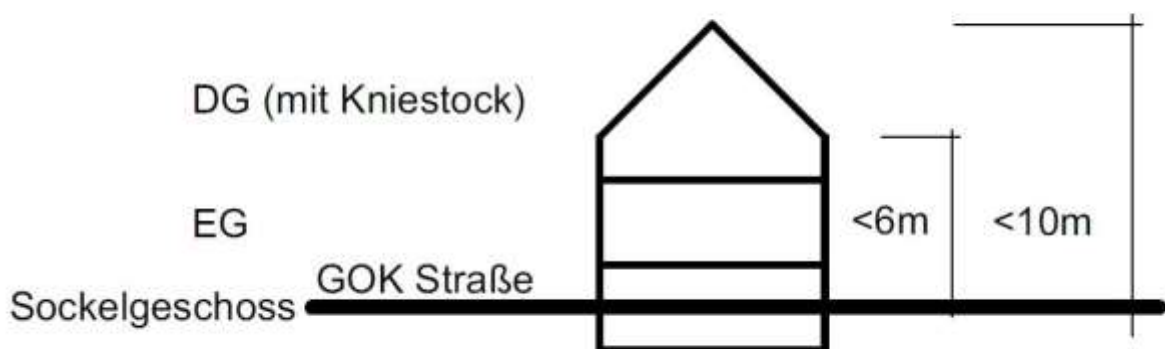 DG (mit Kniestock)
EG
<6m
<10m
GOK Straße
Sockelgeschoss